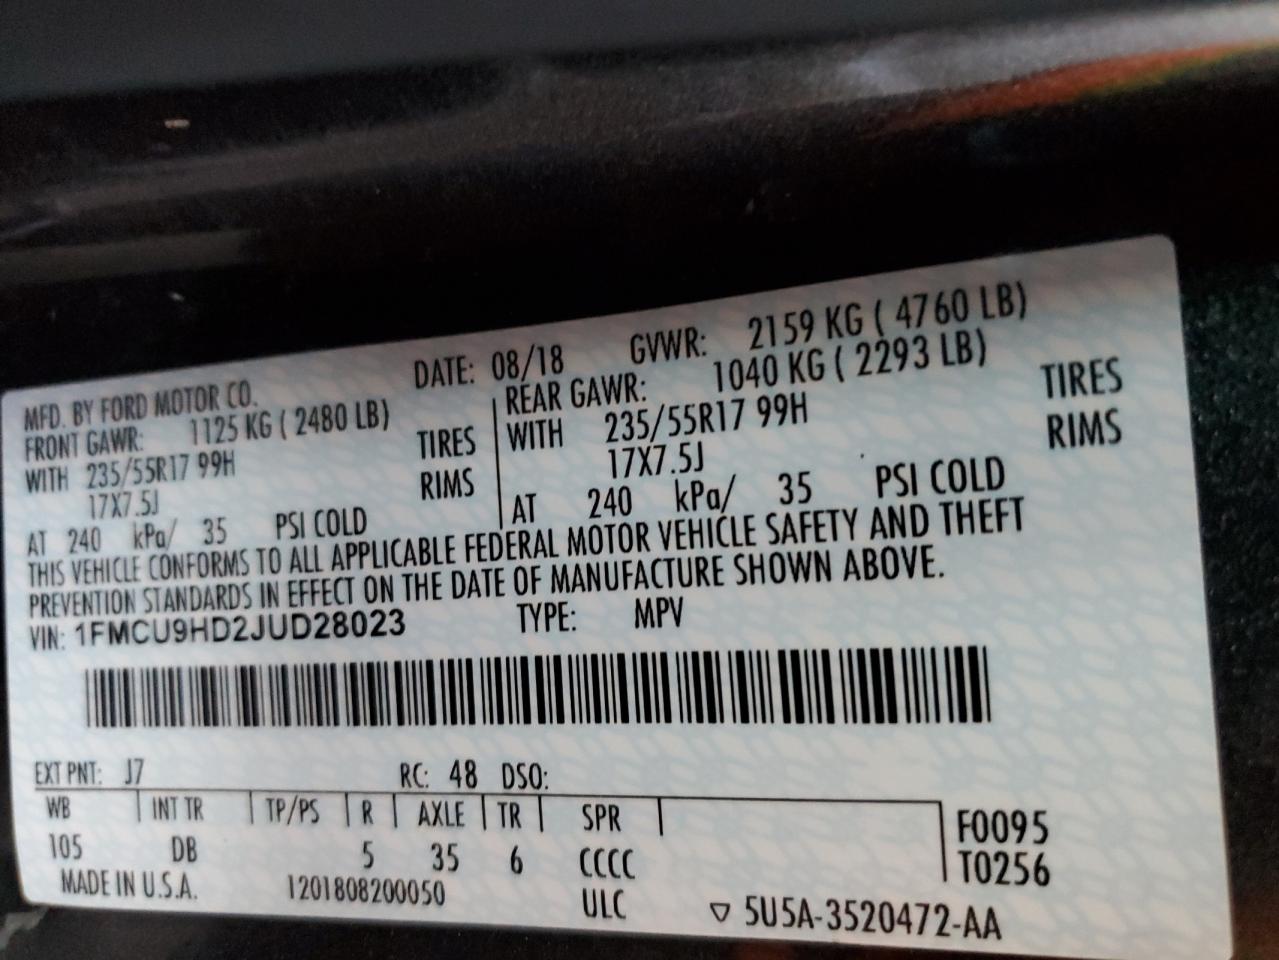 MFD. BY FORD MOTOR CO. DATE: 08/18 GVWR: 2159 KG ( 4760 LB)
FRONT GAWR: 1125 KG ( 2480 LB) REAR GAWR: 1040 KG ( 2293 LB)
WITH 235/55R17 99H TIRES WITH 235/55R17 99H TIRES
17X7.5J RIMS 17X7.5J RIMS
AT 240 kPa/ 35 PSI COLD AT 240 kPa/ 35 PSI COLD
THIS VEHICLE CONFORMS TO ALL APPLICABLE FEDERAL MOTOR VEHICLE SAFETY AND THEFT
PREVENTION STANDARDS IN EFFECT ON THE DATE OF MANUFACTURE SHOWN ABOVE.
VIN: 1FMCU9HD2JUD28023 TYPE: MPV
EXT PNT: J7 RC: 48 DSO:
WB INT TR TP/PS R AXLE TR SPR F0095
105 DB 5 35 6 CCCC T0256
MADE IN U.S.A. 1201808200050 ULC ▽ 5U5A-3520472-AA